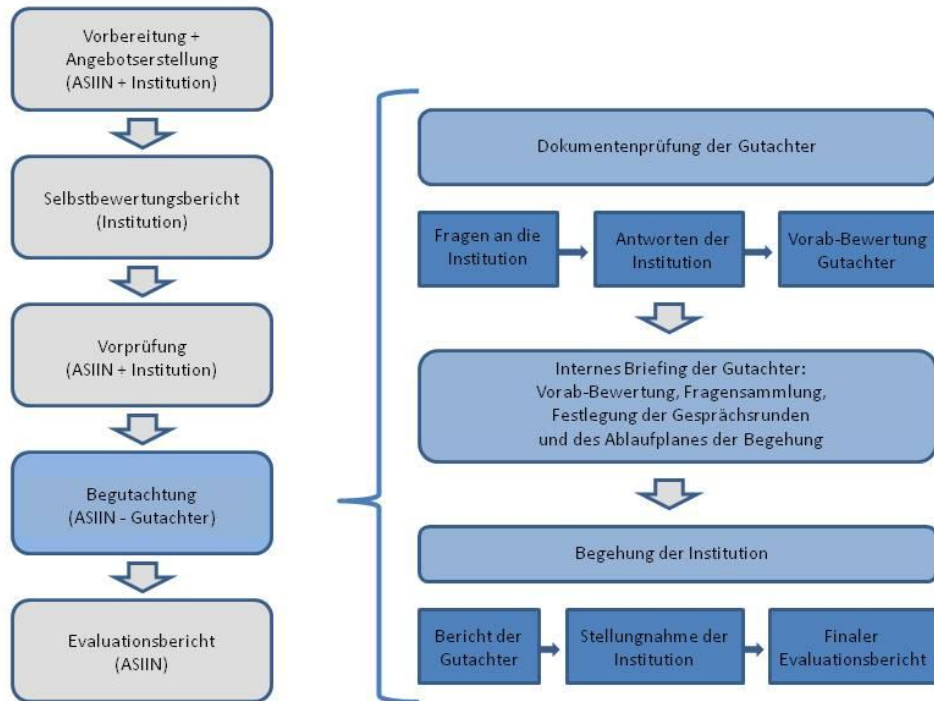 Vorbereitung +
Angebotserstellung
(ASIIN + Institution)
Selbstbewertungsbericht
(Institution)
Vorprüfung
(ASIIN + Institution)
Begutachtung
(ASIIN - Gutachter)
Evaluationsbericht
(ASIIN)
Dokumentenprüfung der Gutachter
Fragen an die
Institution
Antworten der
Institution
Vorab-Bewertung
Gutachter
Internes Briefing der Gutachter:
Vorab-Bewertung, Fragensammlung,
Festlegung der Gesprächsrunden
und des Ablaufplanes der Begehung
Begehung der Institution
Bericht der
Gutachter
Stellungnahme der
Institution
Finaler
Evaluationsbericht